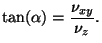 tan(α) = ν_xy / ν_z.